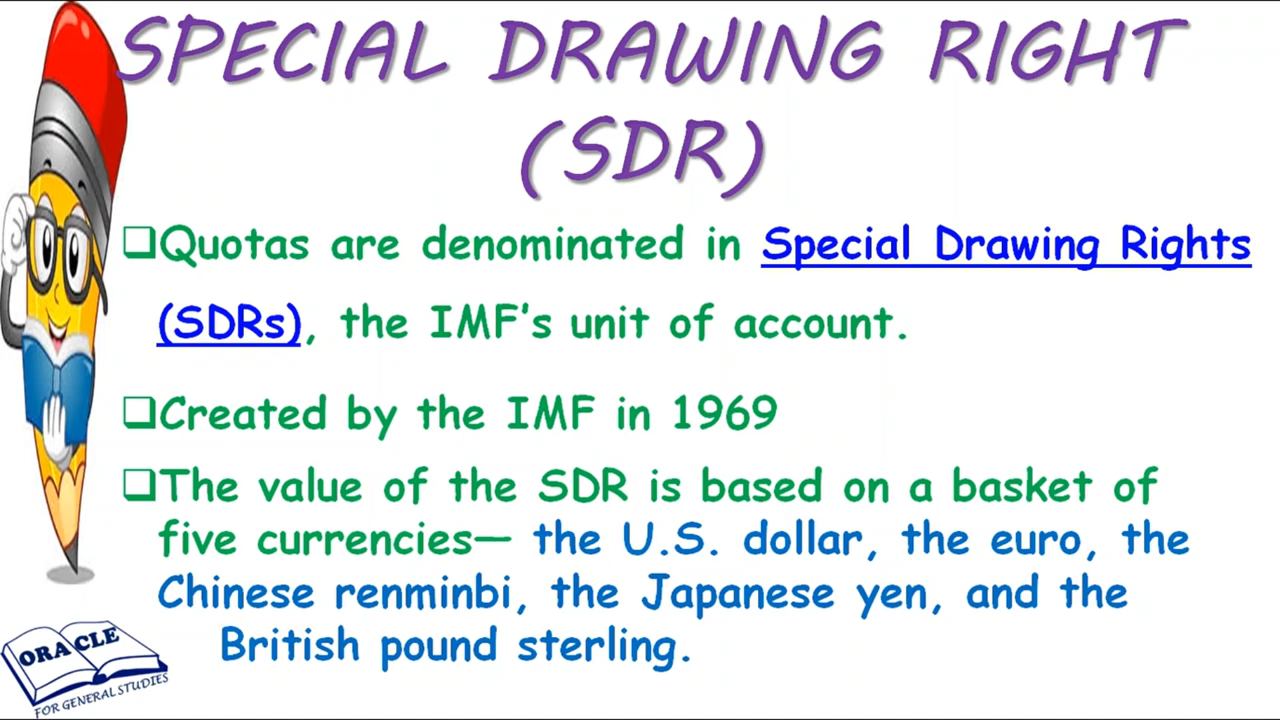 SPECIAL DRAWING RIGHT
(SDR)
❑Quotas are denominated in Special Drawing Rights
(SDRs), the IMF's unit of account.
❑Created by the IMF in 1969
❑The value of the SDR is based on a basket of
five currencies— the U.S. dollar, the euro, the
Chinese renminbi, the Japanese yen, and the
British pound sterling.
ORACLE
FOR GENERAL STUDIES